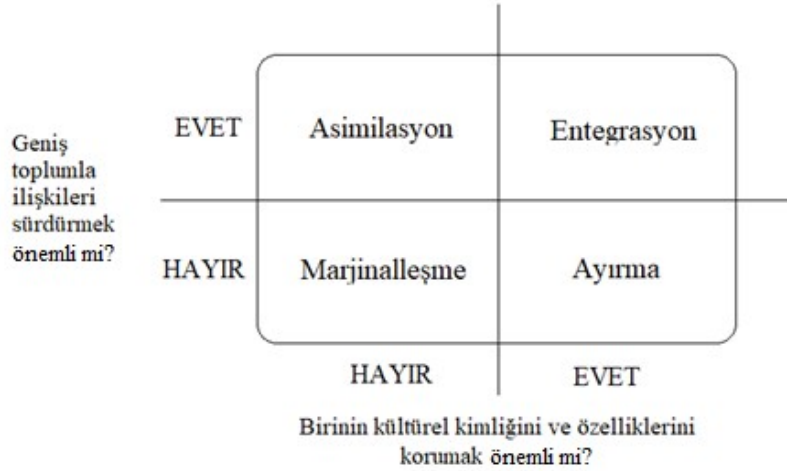 EVET
Asimilasyon
Entegrasyon
Geniş
toplumla
ilişkileri
sürdürmek
önemli mi?
HAYIR
Marjinalleşme
Ayırma
HAYIR
EVET
Birinin kültürel kimliğini ve özelliklerini
korumak önemli mi?